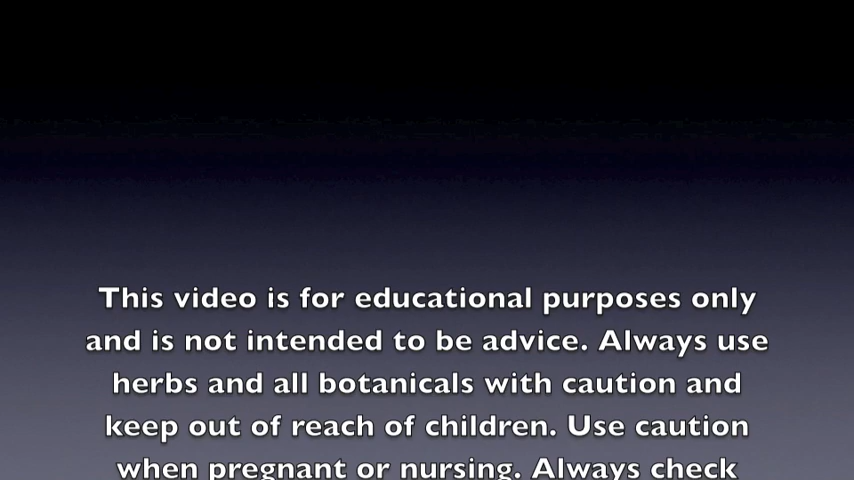 This video is for educational purposes only
and is not intended to be advice. Always use
herbs and all botanicals with caution and
keep out of reach of children. Use caution
when pregnant or nursing. Always check